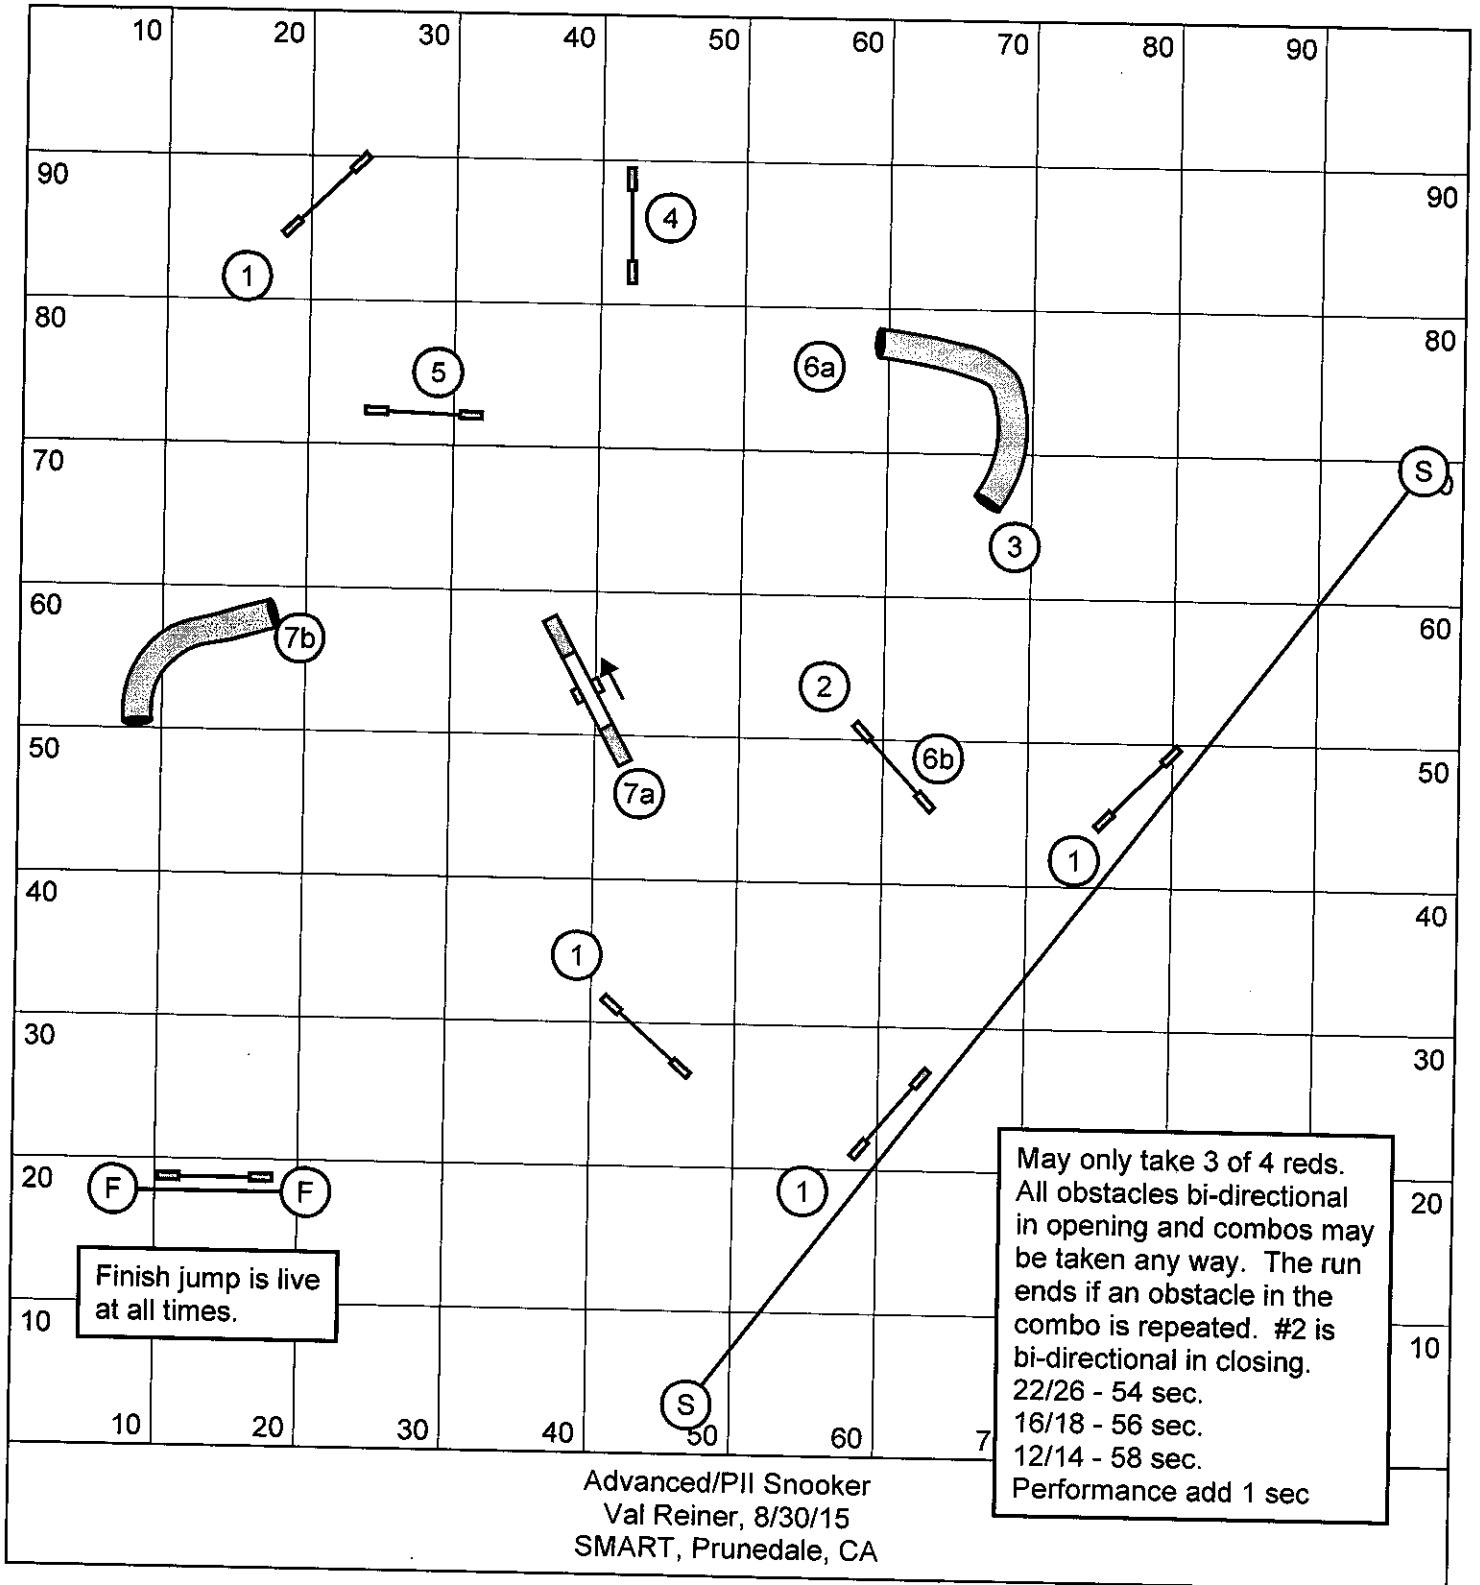 10 20 30 40 50 60 70 80 90
90 90
4
1
80 80
5 6a
70 S
3
60 60
7b
2
50 6b 50
7a
1
40 40
1
30 30
20 F F 1 20
May only take 3 of 4 reds.
All obstacles bi-directional
in opening and combos may
be taken any way. The run
ends if an obstacle in the
combo is repeated. #2 is
bi-directional in closing.
22/26 - 54 sec.
16/18 - 56 sec.
12/14 - 58 sec.
Performance add 1 sec
Finish jump is live
at all times.
10 10
S
10 20 30 40 50 60 7
Advanced/PII Snooker
Val Reiner, 8/30/15
SMART, Prunedale, CA